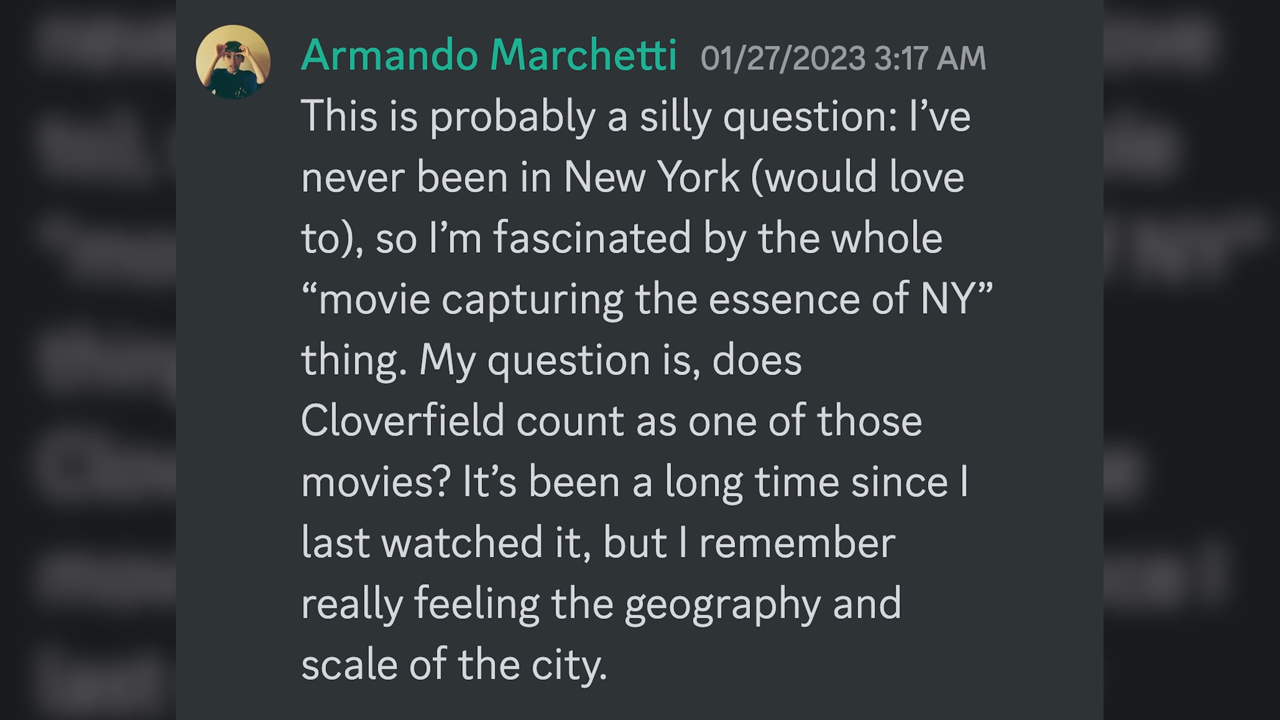 Armando Marchetti 01/27/2023 3:17 AM
This is probably a silly question: I’ve
never been in New York (would love
to), so I’m fascinated by the whole
“movie capturing the essence of NY”
thing. My question is, does
Cloverfield count as one of those
movies? It’s been a long time since I
last watched it, but I remember
really feeling the geography and
scale of the city.